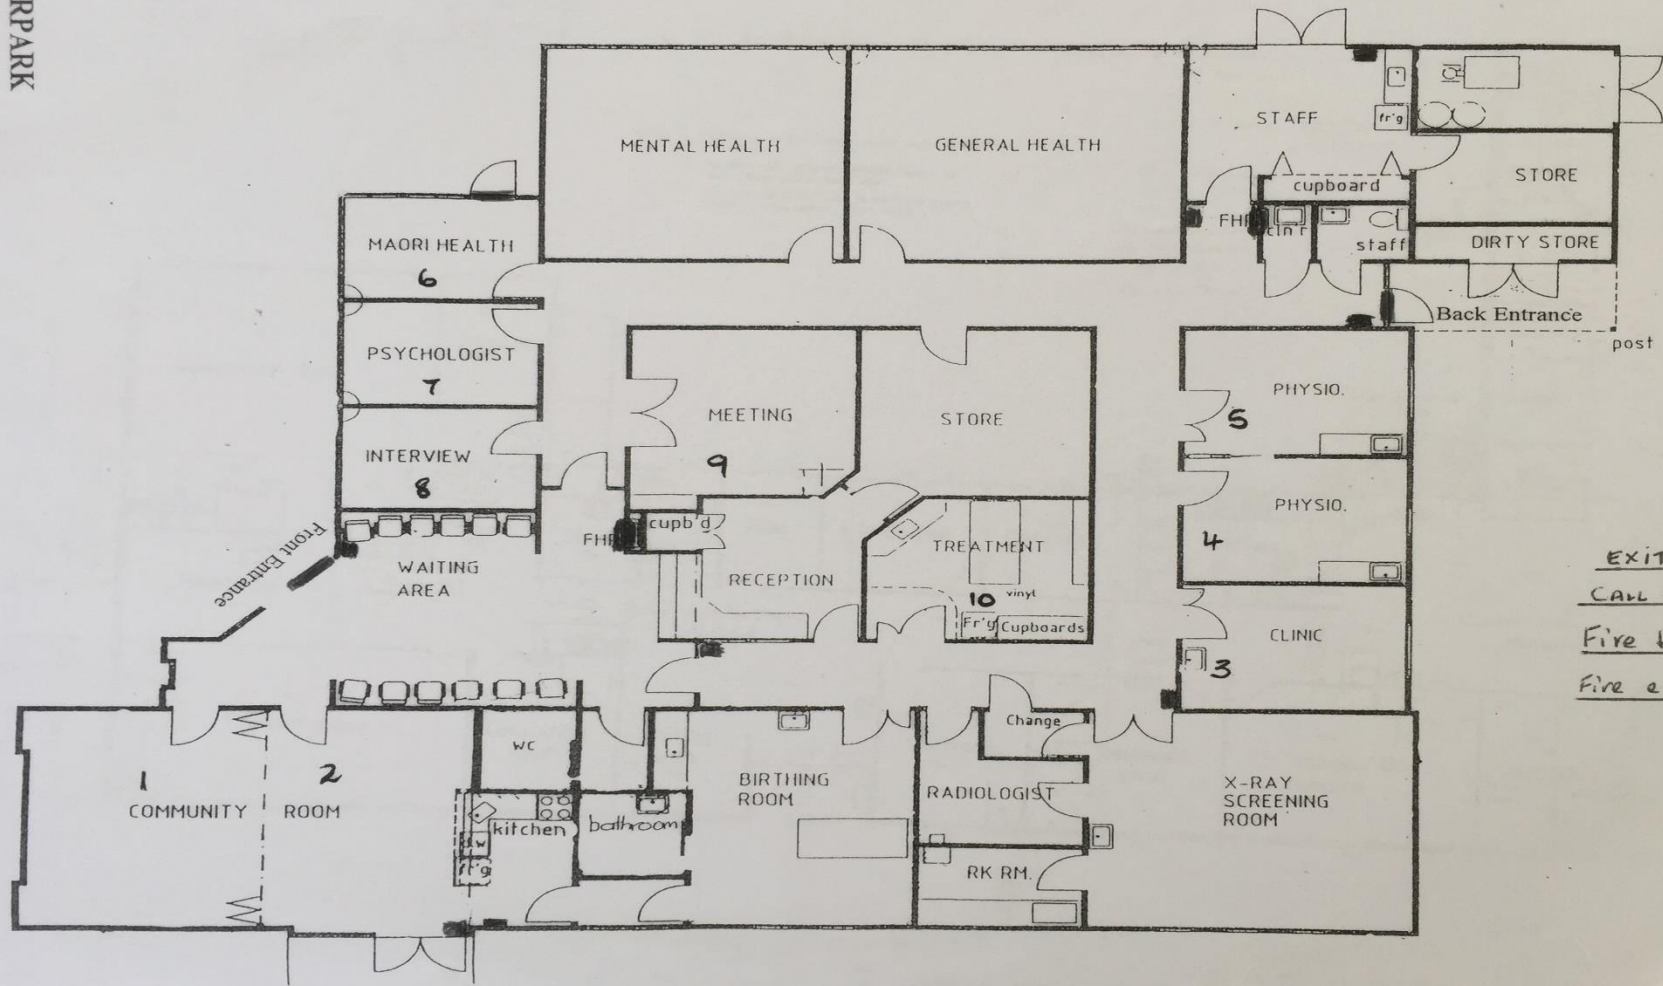 RPARK
MENTAL HEALTH
GENERAL HEALTH
STAFF
fr'g
STORE
cupboard
FHR
cln'r
staff
DIRTY STORE
Back Entrance
post
MAORI HEALTH
6
PSYCHOLOGIST
7
INTERVIEW
8
MEETING
9
STORE
PHYSIO.
5
PHYSIO.
4
CLINIC
3
Front Entrance
WAITING
AREA
FHR
cupb'd
RECEPTION
TREATMENT
10
vinyl
Fr'g
Cupboards
EXIT
CALL
Fire
Fire e
1
2
COMMUNITY ROOM
WC
kitchen
W
fr'g
bathroom
BIRTHING
ROOM
Change
RADIOLOGIST
RK RM.
X-RAY
SCREENING
ROOM